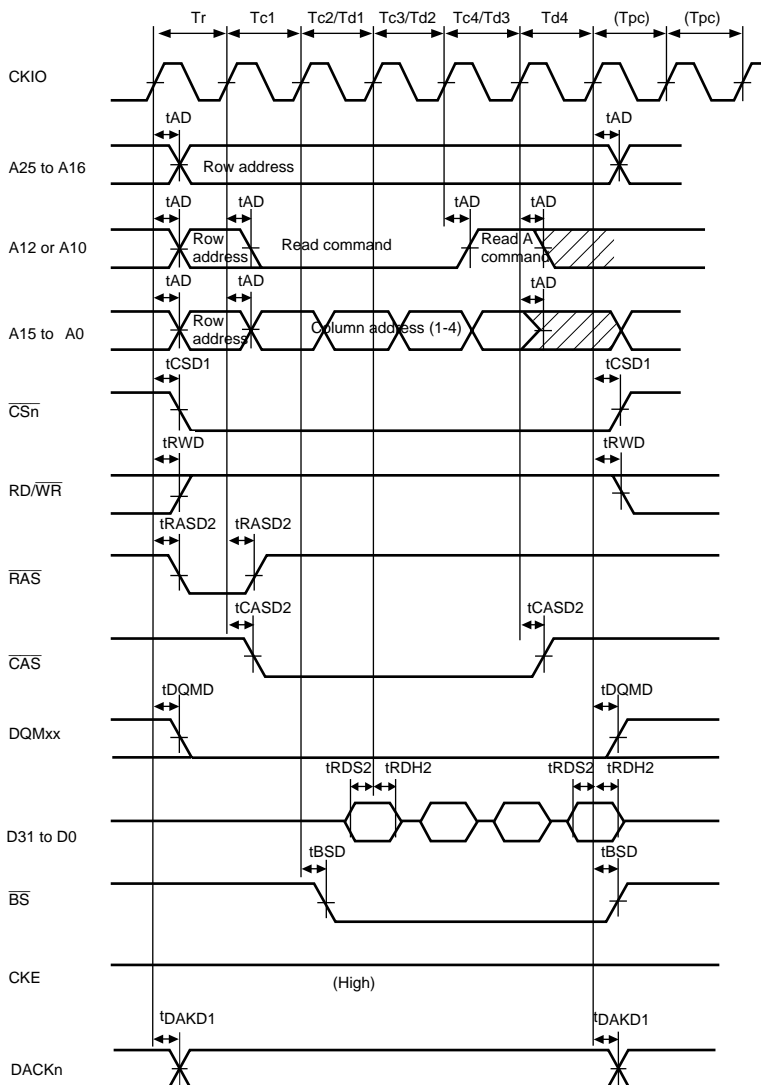 Tr Tc1 Tc2/Td1 Tc3/Td2 Tc4/Td3 Td4 (Tpc) (Tpc)
CKIO
tAD tAD
A25 to A16 Row address
tAD tAD tAD tAD
A12 or A10 Row address Read command Read A command
tAD tAD tAD
A15 to A0 Row address Column address (1-4)
tCSD1 tCSD1
CSn
tRWD tRWD
RD/WR
tRASD2 tRASD2
RAS
tCASD2 tCASD2
CAS
tDQMD tDQMD
DQMxx
tRDS2 tRDH2 tRDS2 tRDH2
D31 to D0
tBSD tBSD
BS
CKE (High)
tDAKD1 tDAKD1
DACKn